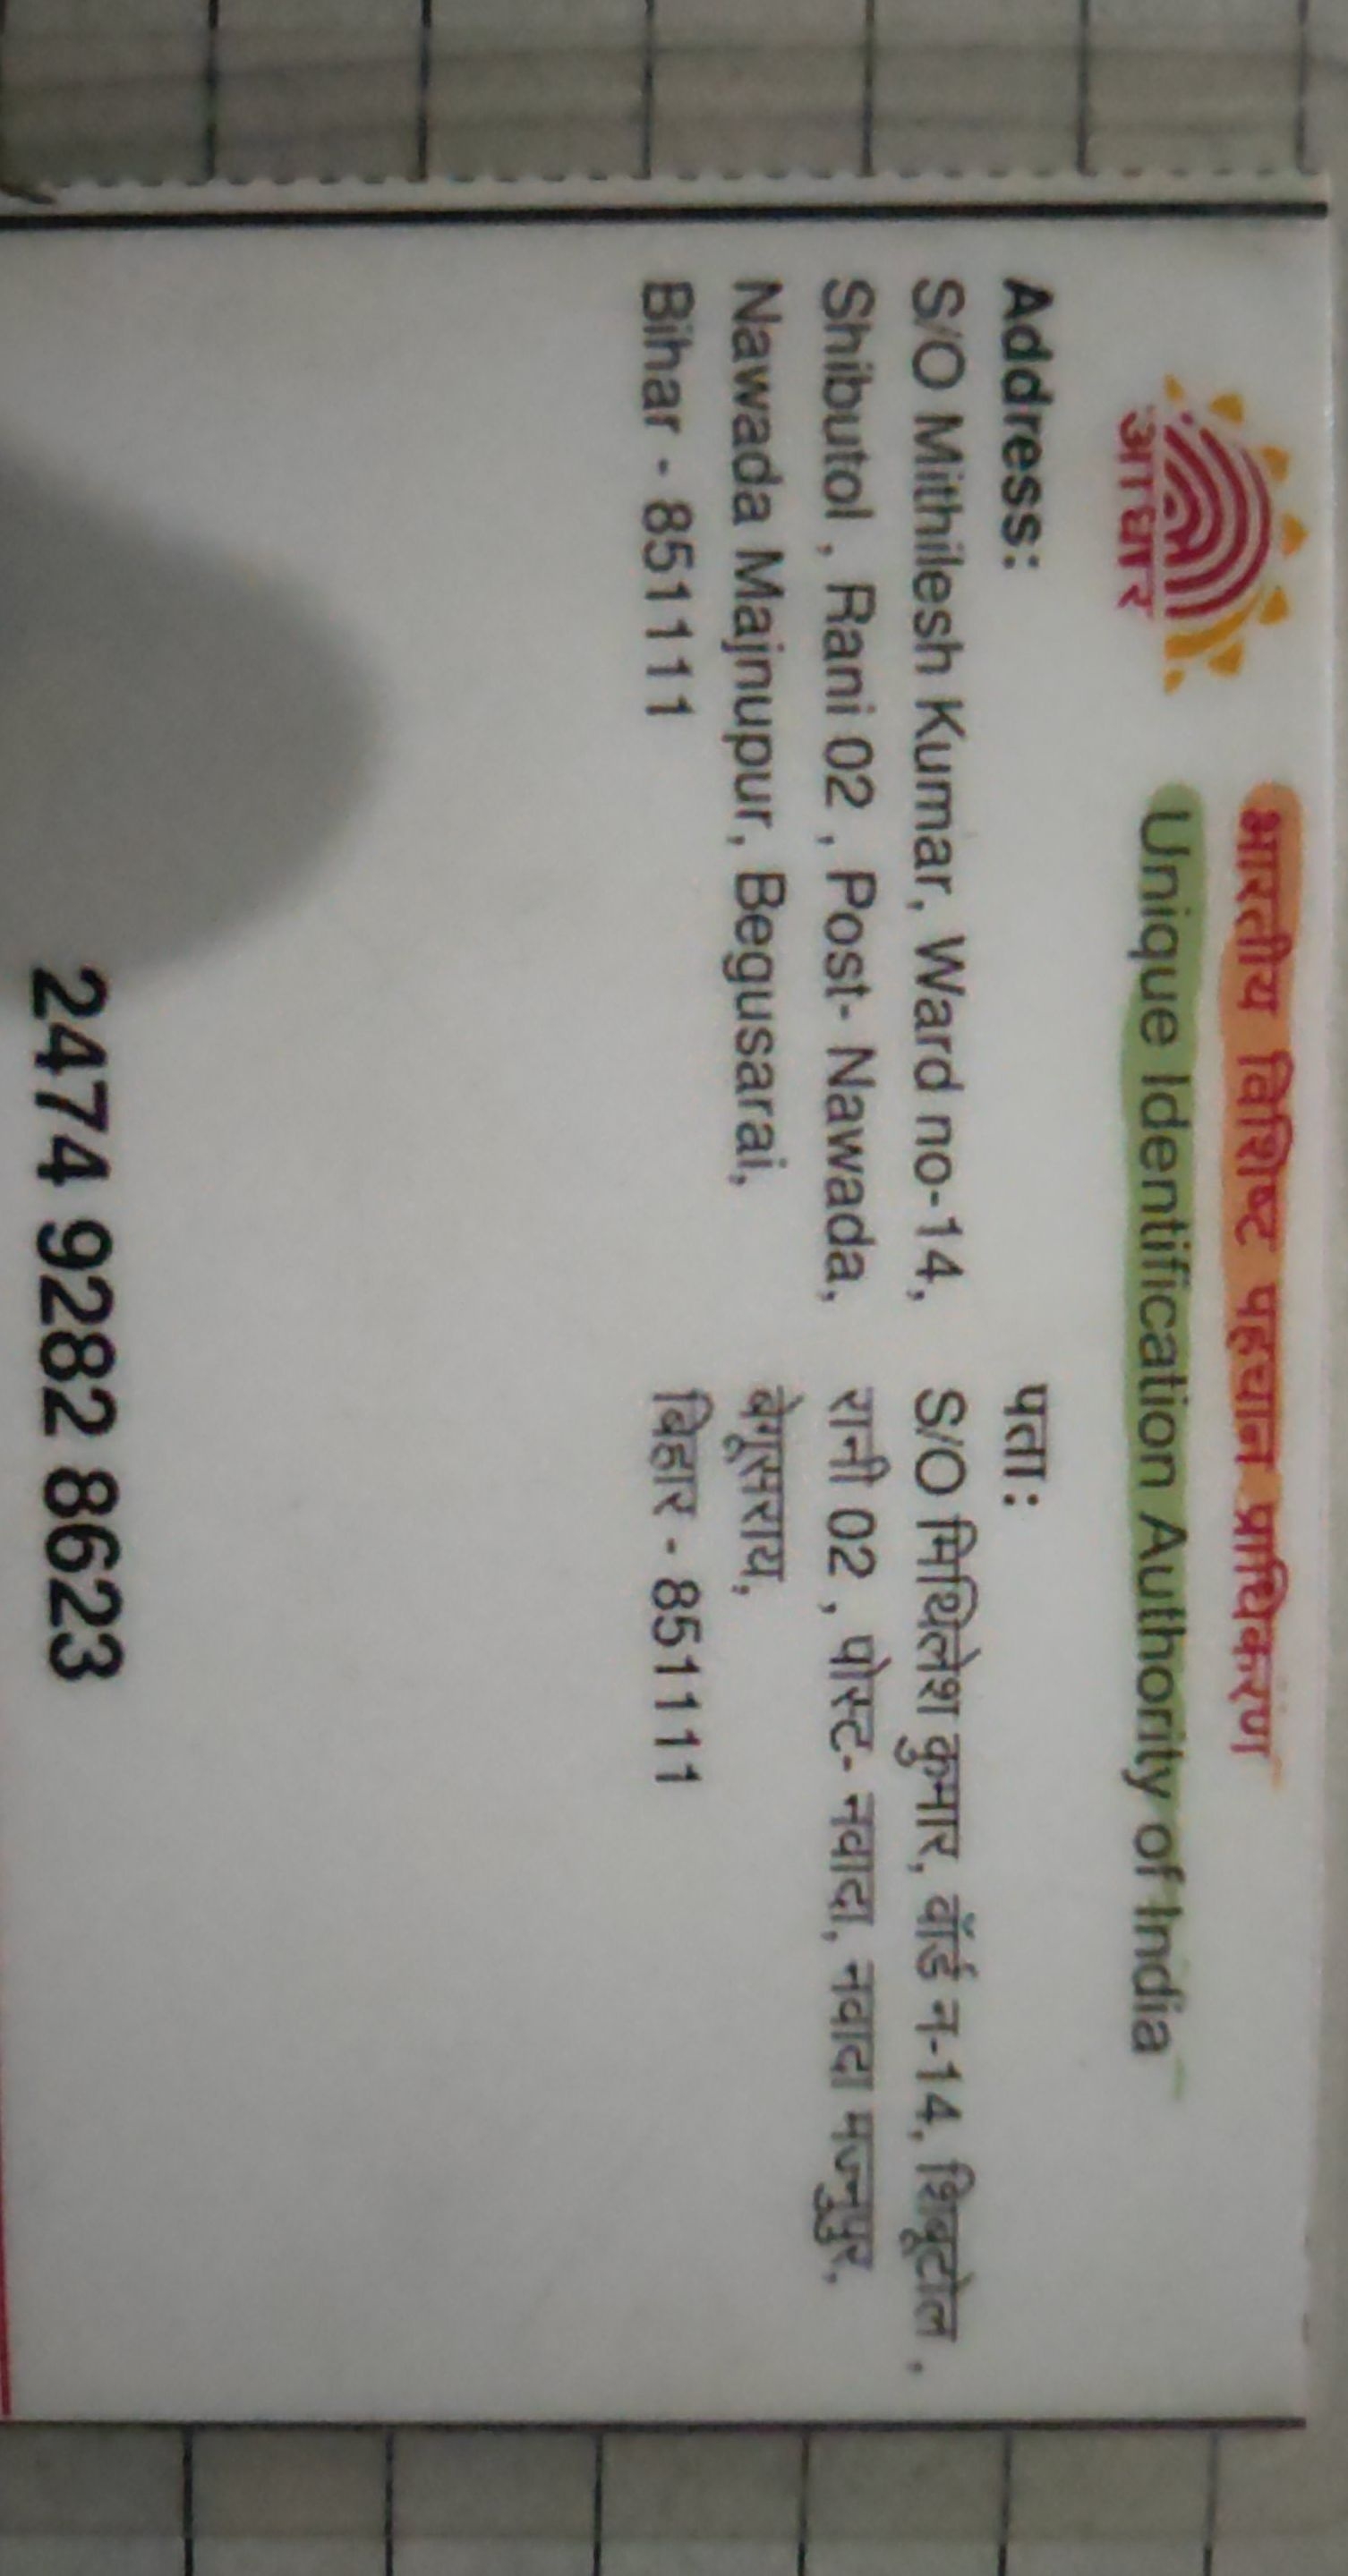 भारतीय विशिष्ट पहचान प्राधिकरण
Unique Identification Authority of India
आधार
Address:
S/O Mithilesh Kumar, Ward no-14,
Shibutol , Rani 02 , Post- Nawada,
Nawada Majnupur, Begusarai,
Bihar - 851111
पता:
S/O मिथिलेश कुमार, वॉर्ड न-14, शिबूटोल ,
रानी 02 , पोस्ट- नवादा, नवादा मज्नुपुर,
बेगूसराय,
बिहार - 851111
2474 9282 8623